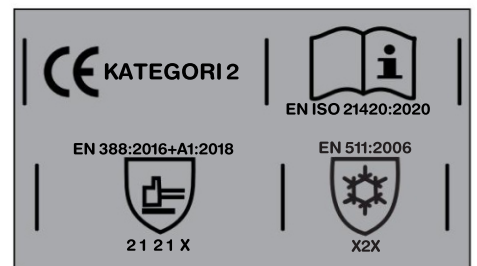 CE KATEGORI 2
i
EN ISO 21420:2020
EN 388:2016+A1:2018
2 1 2 1 X
EN 511:2006
X2X